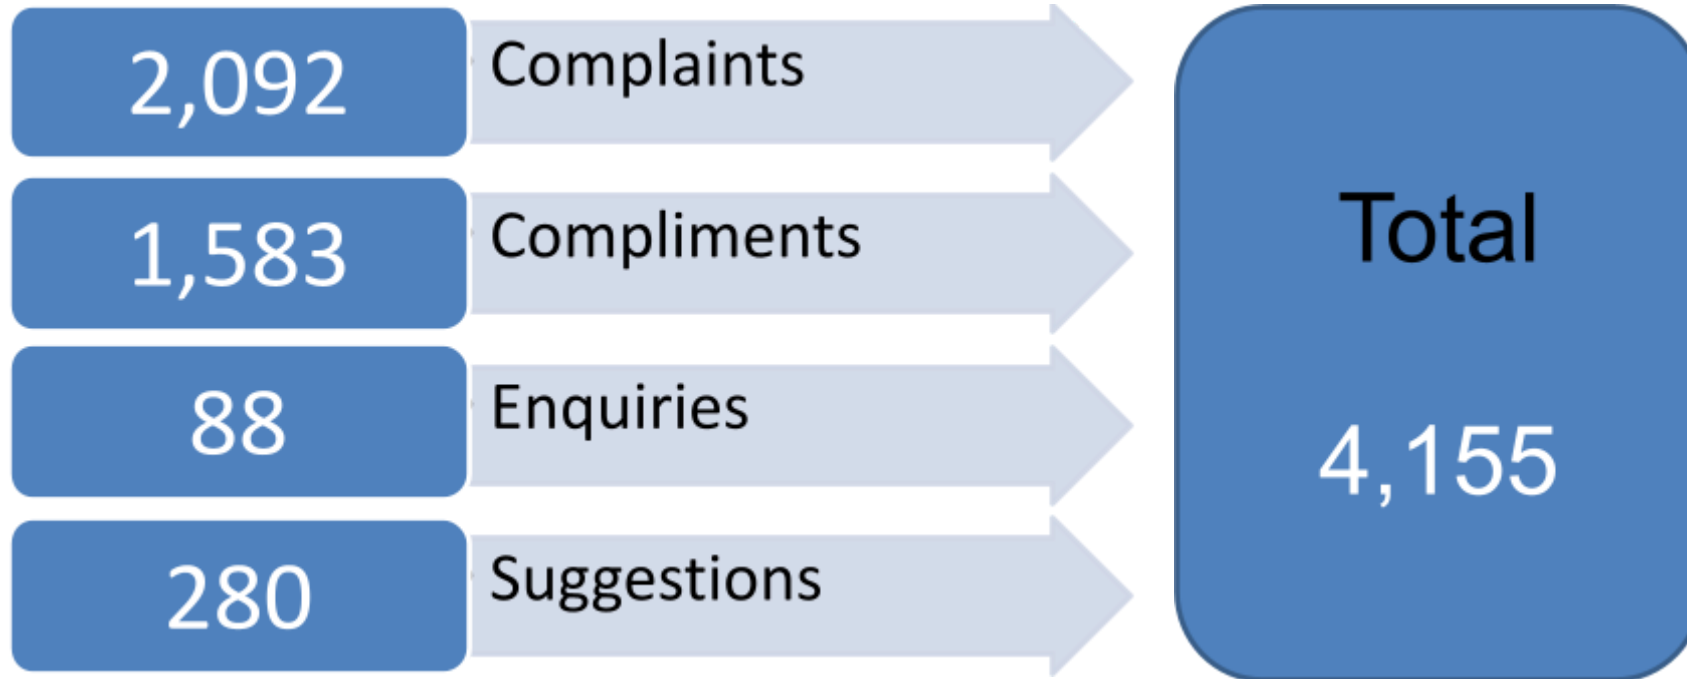 2,092
Complaints
1,583
Compliments
88
Enquiries
280
Suggestions
Total
4,155